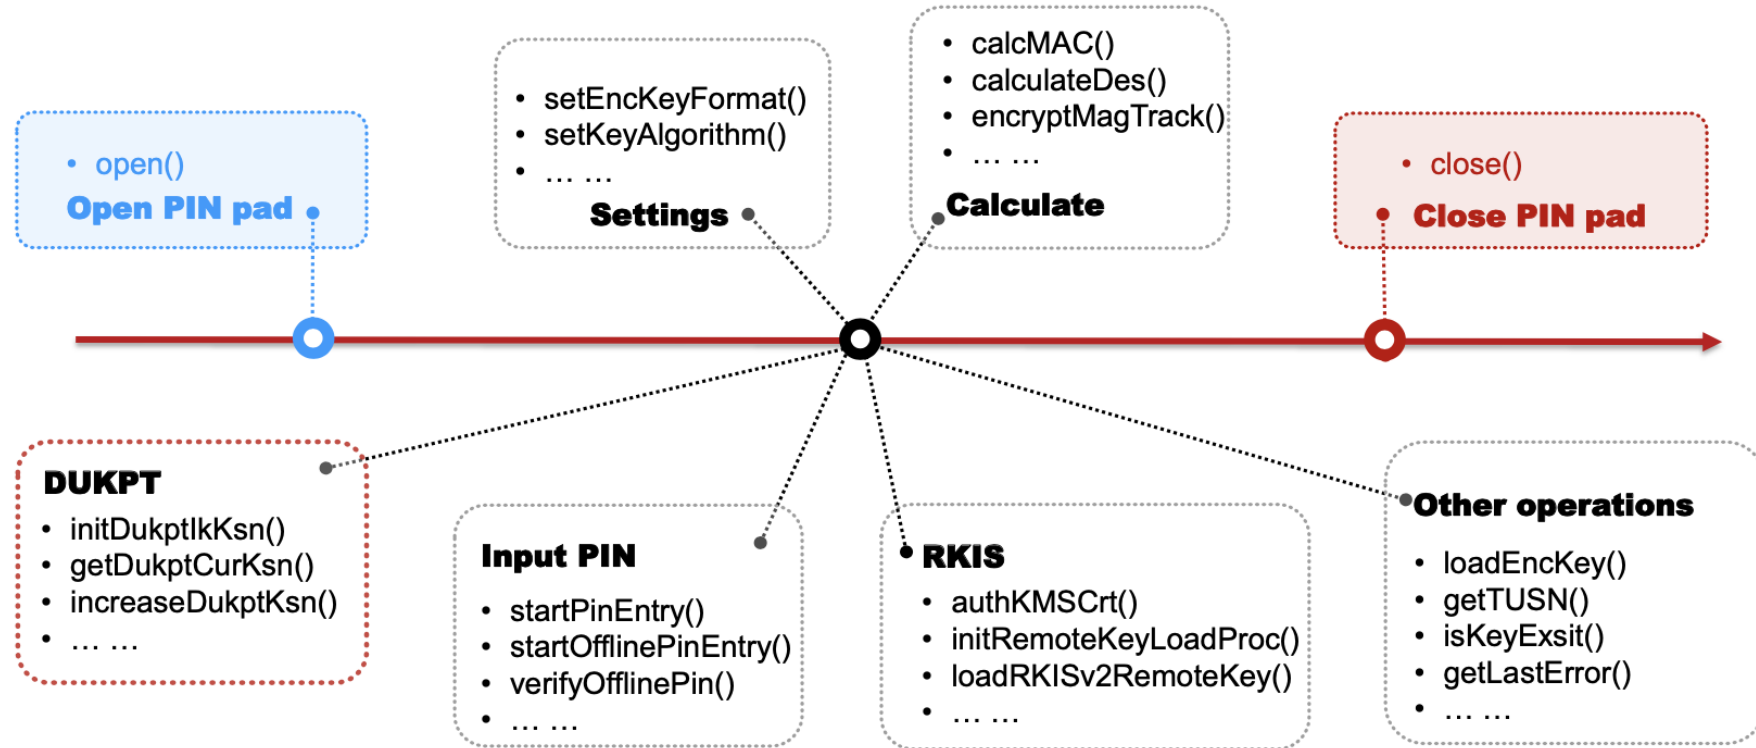 • open()
Open PIN pad
• setEncKeyFormat()
• setKeyAlgorithm()
• … …
Settings
• calcMAC()
• calculateDes()
• encryptMagTrack()
• … …
Calculate
• close()
Close PIN pad
DUKPT
• initDukptIkKsn()
• getDukptCurKsn()
• increaseDukptKsn()
• … …
Input PIN
• startPinEntry()
• startOfflinePinEntry()
• verifyOfflinePin()
• … …
RKIS
• authKMSCrt()
• initRemoteKeyLoadProc()
• loadRKISv2RemoteKey()
• … …
Other operations
• loadEncKey()
• getTUSN()
• isKeyExsit()
• getLastError()
• … …